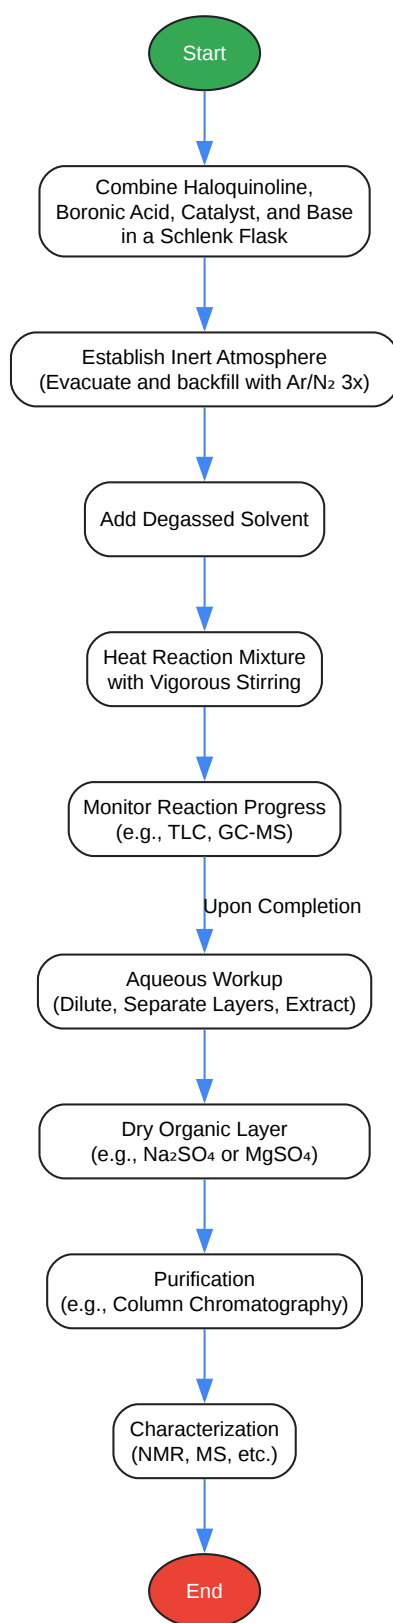 Start
Combine Haloquinoline,
Boronic Acid, Catalyst, and Base
in a Schlenk Flask
Establish Inert Atmosphere
(Evacuate and backfill with Ar/N₂ 3x)
Add Degassed Solvent
Heat Reaction Mixture
with Vigorous Stirring
Monitor Reaction Progress
(e.g., TLC, GC-MS)
Upon Completion
Aqueous Workup
(Dilute, Separate Layers, Extract)
Dry Organic Layer
(e.g., Na₂SO₄ or MgSO₄)
Purification
(e.g., Column Chromatography)
Characterization
(NMR, MS, etc.)
End